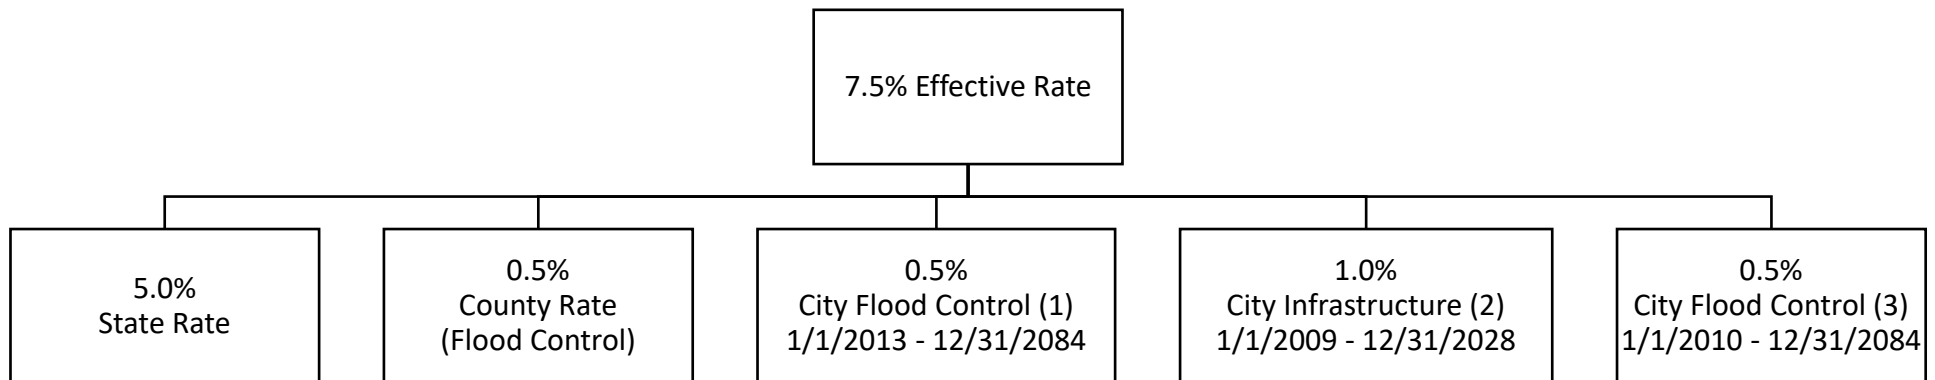 7.5% Effective Rate
5.0%
State Rate
0.5%
County Rate
(Flood Control)
0.5%
City Flood Control (1)
1/1/2013 - 12/31/2084
1.0%
City Infrastructure (2)
1/1/2009 - 12/31/2028
0.5%
City Flood Control (3)
1/1/2010 - 12/31/2084